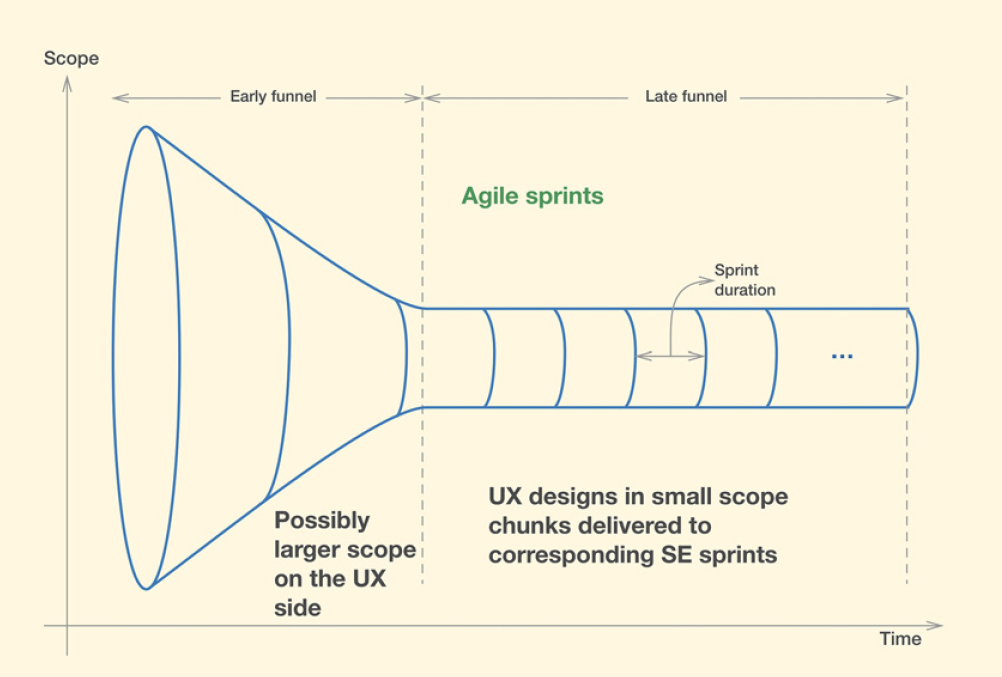 Scope
Early funnel
Late funnel
Agile sprints
Sprint
duration
...
UX designs in small scope
chunks delivered to
corresponding SE sprints
Possibly
larger scope
on the UX
side
Time